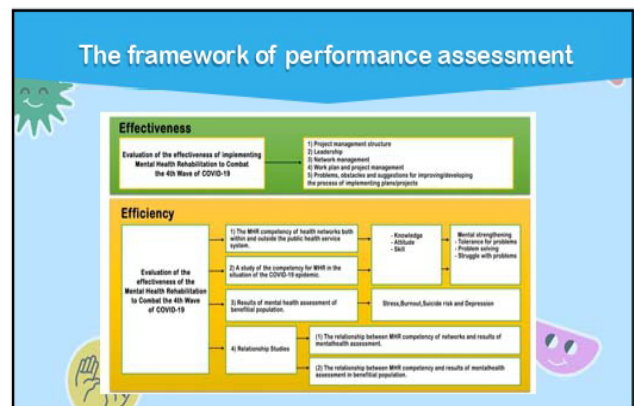 The framework of performance assessment
Effectiveness
Evaluation of the effectiveness of implementing
Mental Health Rehabilitation to Combat
the 4th Wave of COVID-19
1) Project management structure
2) Leadership
3) Network management
4) Work plan and project management
5) Problems, obstacles and suggestions for improving/developing
the process of implementing plans/projects
Efficiency
Evaluation of the
effectiveness of the
Mental Health Rehabilitation
to Combat the 4th Wave
of COVID-19
1) The MHR competency of health networks both
within and outside the public health service
system.
2) A study of the competency for MHR in the
situation of the COVID-19 epidemic.
- Knowledge
- Attitude
- Skill
Mental strengthening
- Tolerance for problems
- Problem solving
- Struggle with problems
3) Results of mental health assessment of
benefitial population.
Stress,Burnout,Suicide risk and Depression
4) Relationship Studies
(1) The relationship between MHR competency of networks and results of
mentalhealth assessment.
(2) The relationship between MHR competency and results of mentalhealth
assessment in benefitial population.